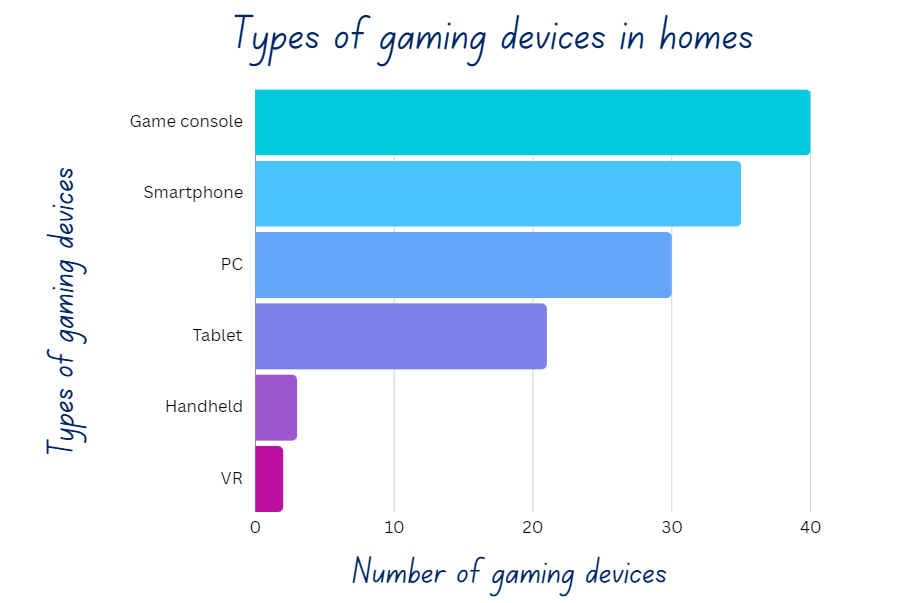 Types of gaming devices in homes
Types of gaming devices
Game console
Smartphone
PC
Tablet
Handheld
VR
0 10 20 30 40
Number of gaming devices